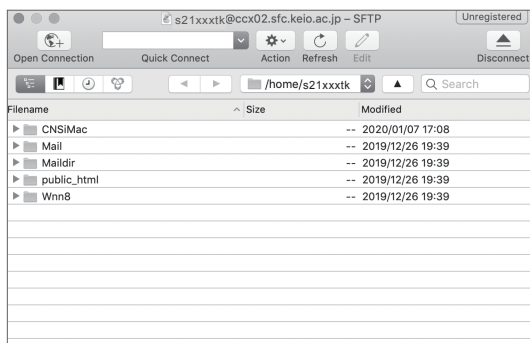 s21xxxtk@ccx02.sfc.keio.ac.jp – SFTP
Unregistered
Open Connection Quick Connect Action Refresh Edit Disconnect
/home/s21xxxtk Search
Filename Size Modified
CNSiMac -- 2020/01/07 17:08
Mail -- 2019/12/26 19:39
Maildir -- 2019/12/26 19:39
public_html -- 2019/12/26 19:39
Wnn8 -- 2019/12/26 19:39